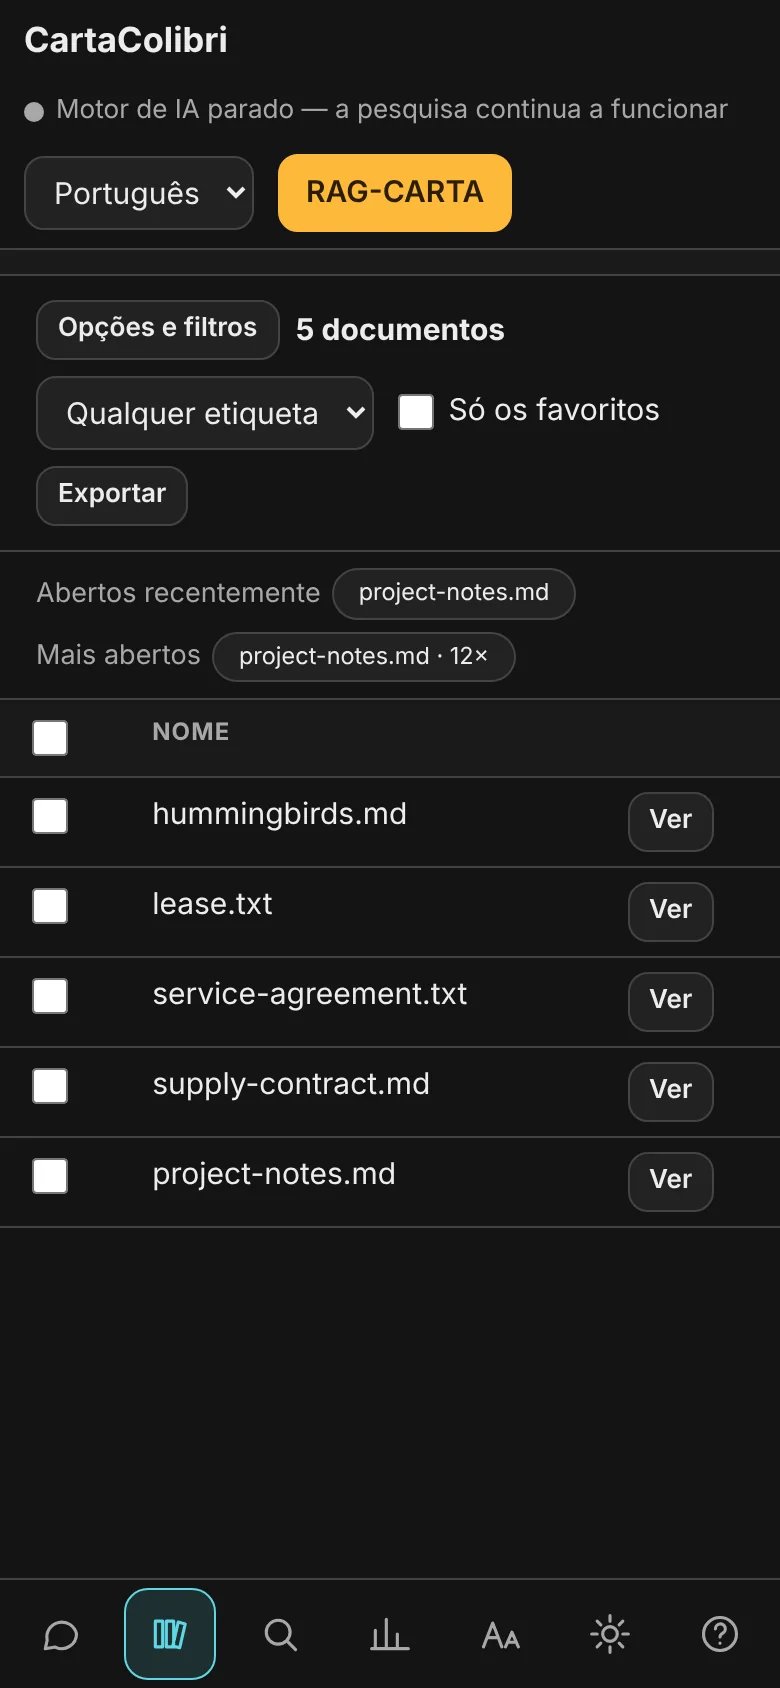 CartaColibri
Motor de IA parado — a pesquisa continua a funcionar
Português
RAG-CARTA
Opções e filtros
5 documentos
Qualquer etiqueta
Só os favoritos
Exportar
Abertos recentemente
project-notes.md
Mais abertos
project-notes.md · 12×
NOME
hummingbirds.md
Ver
lease.txt
Ver
service-agreement.txt
Ver
supply-contract.md
Ver
project-notes.md
Ver
AA